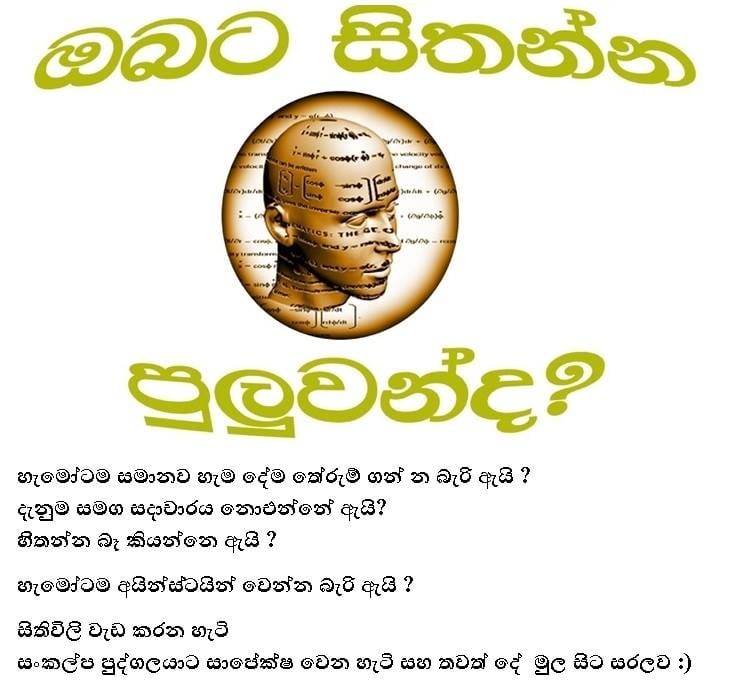 ඔබට සිතන්න
පුලුවන්ද?
හැමෝටම සමානව හැම දේම තේරුම් ගන් න බැරි ඇයි ?
දැනුම සමග සදාචාරය නොඑන්නේ ඇයි?
හිතන්න බෑ කියන්නෙ ඇයි ?
හැමෝටම අයින්ස්ටයින් වෙන්න බැරි ඇයි ?
සිතිවිලි වැඩ කරන හැටි
සංකල්ප පුද්ගලයාට සාපේක්ෂ වෙන හැටි සහ තවත් දේ මුල සිට සරලව :)